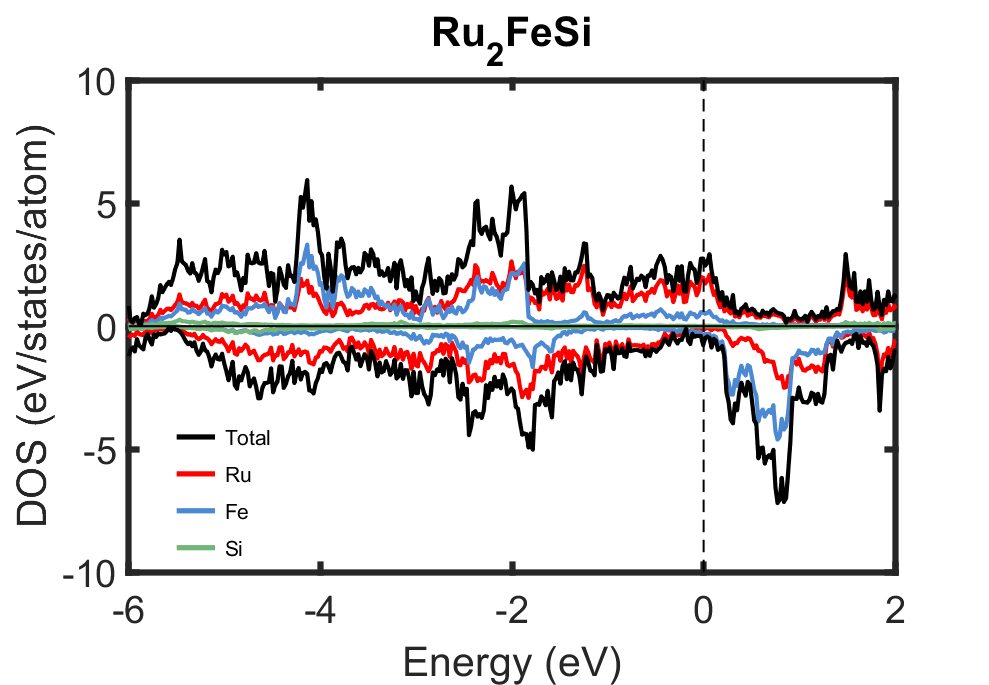 Ru2FeSi
10
5
0
-5
-10
DOS (eV/states/atom)
Total
Ru
Fe
Si
-6 -4 -2 0 2
Energy (eV)